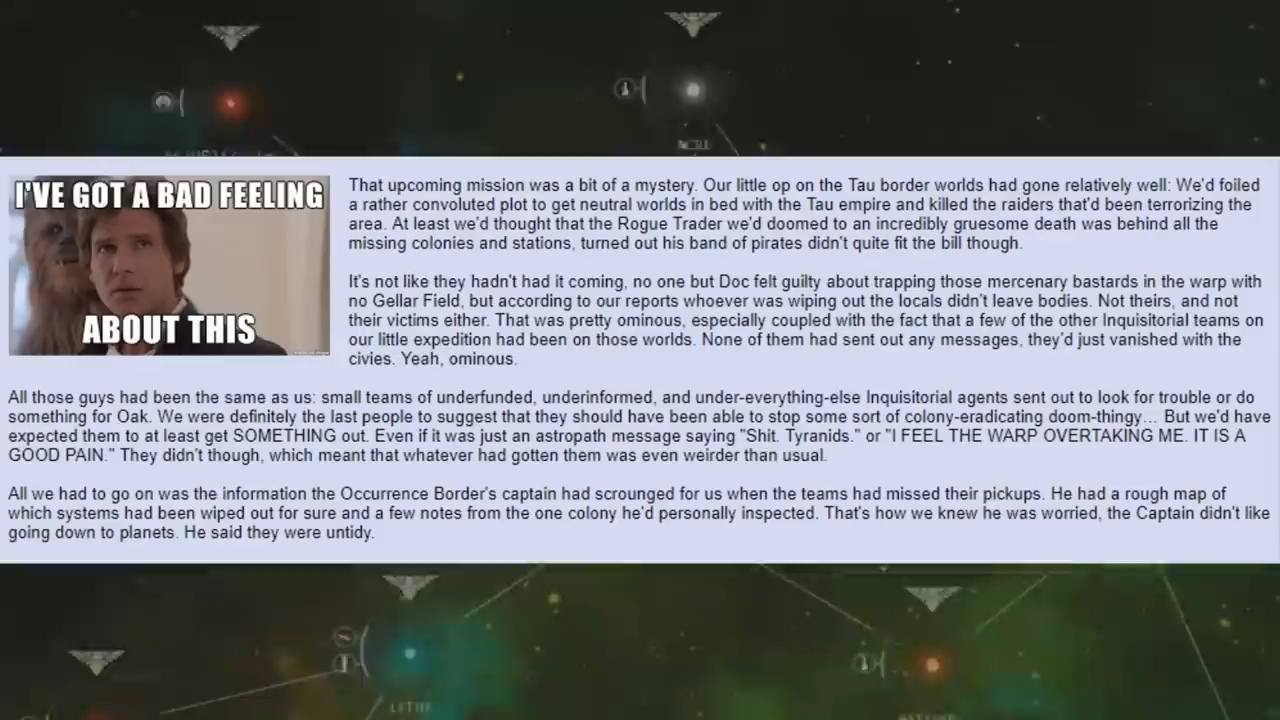 I'VE GOT A BAD FEELING
ABOUT THIS
That upcoming mission was a bit of a mystery. Our little op on the Tau border worlds had gone relatively well: We'd foiled
a rather convoluted plot to get neutral worlds in bed with the Tau empire and killed the raiders that'd been terrorizing the
area. At least we'd thought that the Rogue Trader we'd doomed to an incredibly gruesome death was behind all the
missing colonies and stations, turned out his band of pirates didn't quite fit the bill though.
It's not like they hadn't had it coming, no one but Doc felt guilty about trapping those mercenary bastards in the warp with
no Gellar Field, but according to our reports whoever was wiping out the locals didn't leave bodies. Not theirs, and not
their victims either. That was pretty ominous, especially coupled with the fact that a few of the other Inquisitorial teams on
our little expedition had been on those worlds. None of them had sent out any messages, they'd just vanished with the
civies. Yeah, ominous.
All those guys had been the same as us: small teams of underfunded, underinformed, and under-everything-else Inquisitorial agents sent out to look for trouble or do
something for Oak. We were definitely the last people to suggest that they should have been able to stop some sort of colony-eradicating doom-thingy... But we'd have
expected them to at least get SOMETHING out. Even if it was just an astropath message saying "Shit. Tyranids." or "I FEEL THE WARP OVERTAKING ME. IT IS A
GOOD PAIN." They didn't though, which meant that whatever had gotten them was even weirder than usual.
All we had to go on was the information the Occurrence Border's captain had scrounged for us when the teams had missed their pickups. He had a rough map of
which systems had been wiped out for sure and a few notes from the one colony he'd personally inspected. That's how we knew he was worried, the Captain didn't like
going down to planets. He said they were untidy.